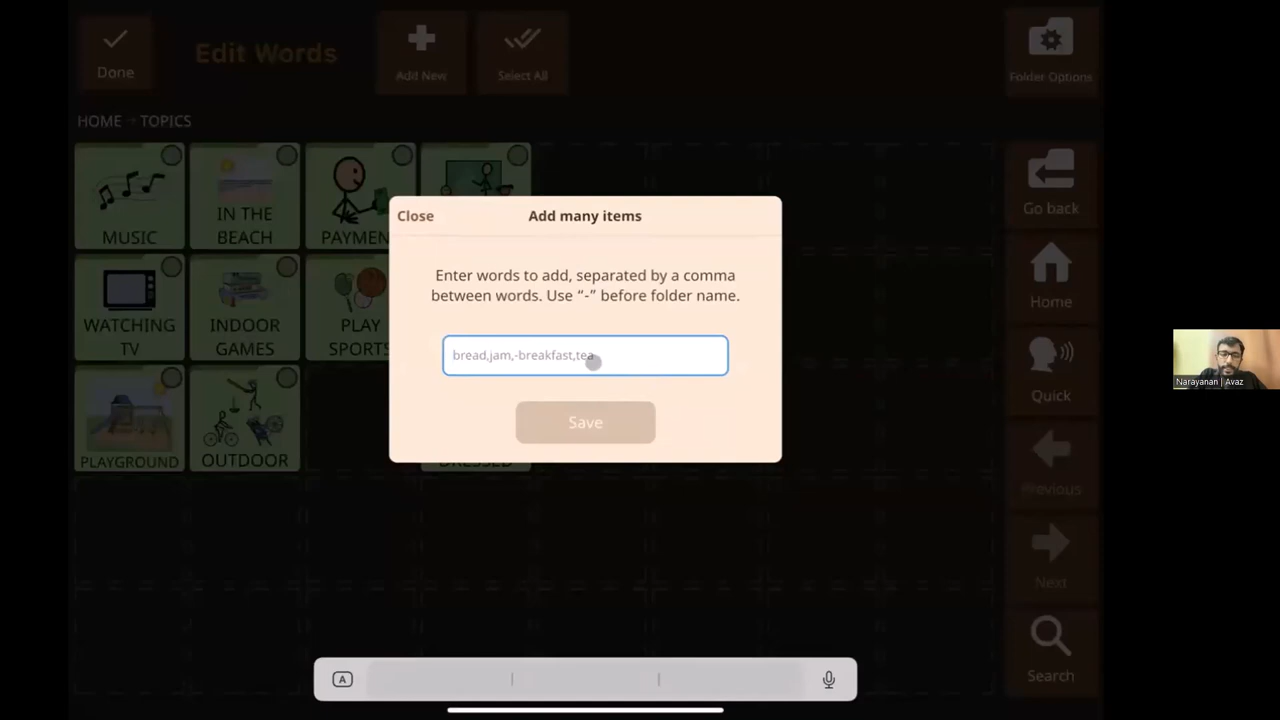 Done
Edit Words
Add New
Select All
Folder Options
HOME → TOPICS
MUSIC
IN THE
BEACH
PAYMEN
Go back
WATCHING
TV
INDOOR
GAMES
PLAY
SPORTS
Home
PLAYGROUND
OUTDOOR
DRESSED
Quick
Previous
Next
Search
Close
Add many items
Enter words to add, separated by a comma
between words. Use “-” before folder name.
bread,jam,-breakfast,tea
Save
A
Narayanan | Avaz